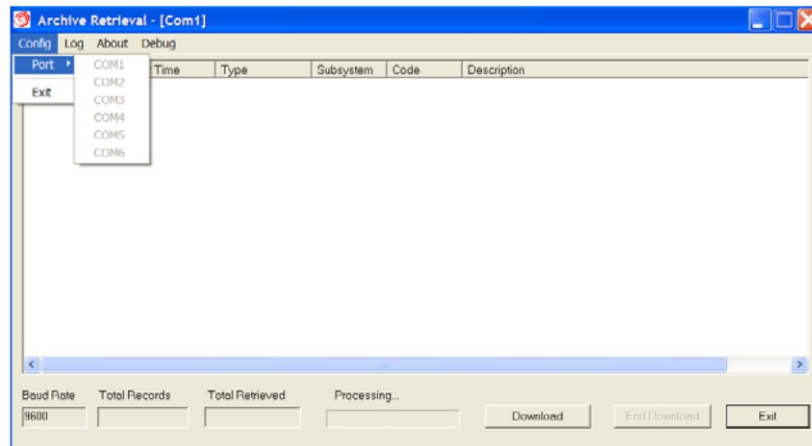 Archive Retrieval - [Com1]
Config Log About Debug
Port COM1 Time Type Subsystem Code Description
COM2
Exit COM3
COM4
COM5
COM6
Baud Rate Total Records Total Retrieved Processing...
9600 Download End Download Exit